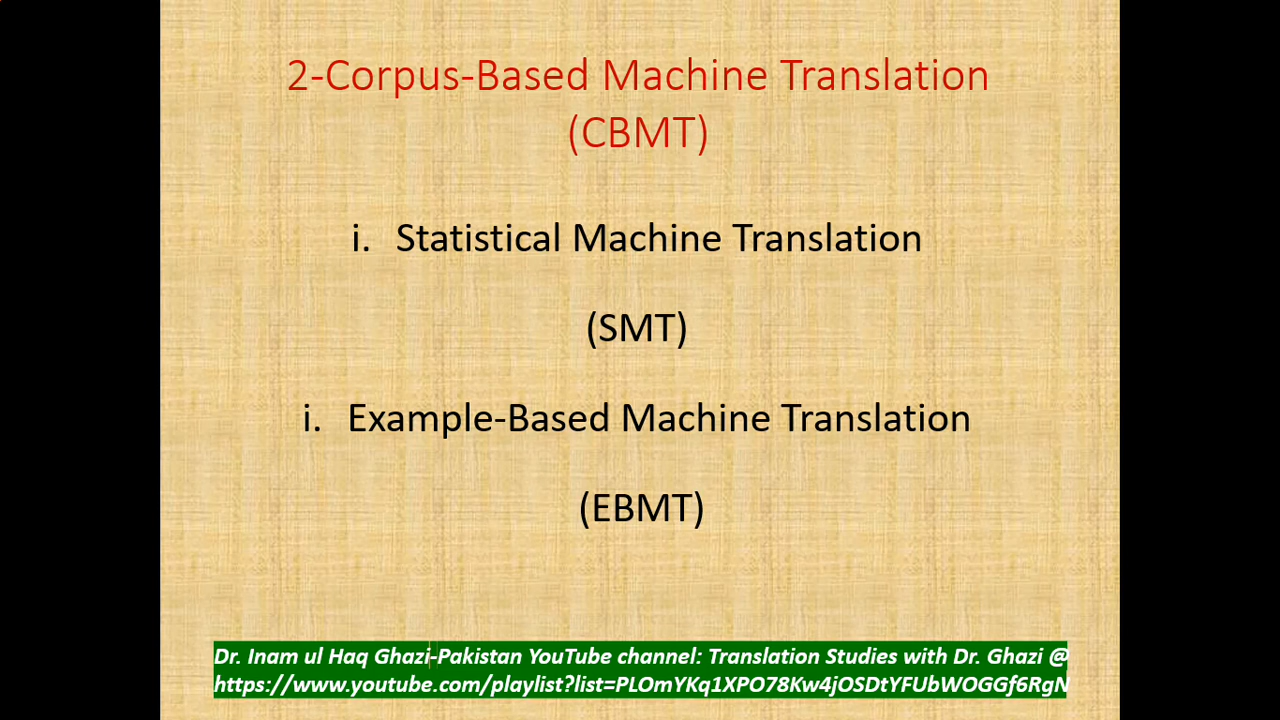 2-Corpus-Based Machine Translation
(CBMT)
i. Statistical Machine Translation
(SMT)
i. Example-Based Machine Translation
(EBMT)
Dr. Inam ul Haq Ghazi-Pakistan YouTube channel: Translation Studies with Dr. Ghazi @
https://www.youtube.com/playlist?list=PLOmYKq1XPO78Kw4jOSDtYFUbWOGGf6RgN